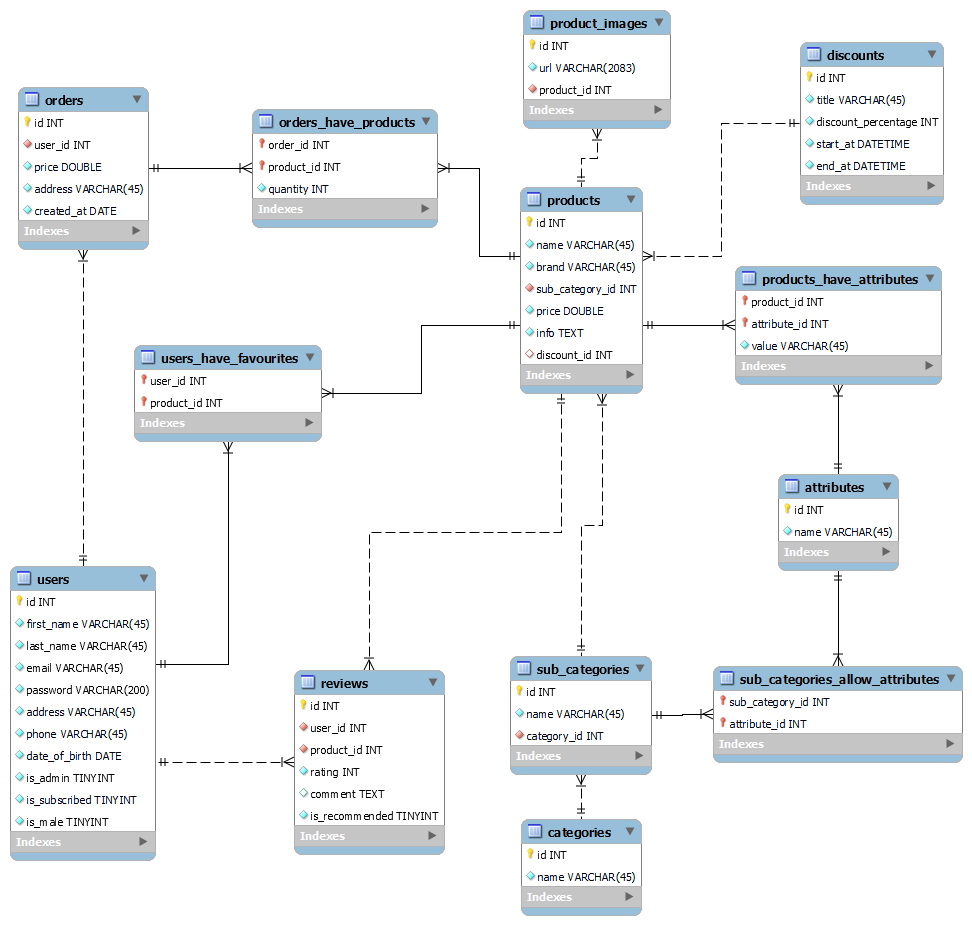 product_images
id INT
url VARCHAR(2083)
product_id INT
Indexes
discounts
id INT
title VARCHAR(45)
discount_percentage INT
start_at DATETIME
end_at DATETIME
Indexes
orders
id INT
user_id INT
price DOUBLE
address VARCHAR(45)
created_at DATE
Indexes
orders_have_products
order_id INT
product_id INT
quantity INT
Indexes
products
id INT
name VARCHAR(45)
brand VARCHAR(45)
sub_category_id INT
price DOUBLE
info TEXT
discount_id INT
Indexes
products_have_attributes
product_id INT
attribute_id INT
value VARCHAR(45)
Indexes
users_have_favourites
user_id INT
product_id INT
Indexes
attributes
id INT
name VARCHAR(45)
Indexes
users
id INT
first_name VARCHAR(45)
last_name VARCHAR(45)
email VARCHAR(45)
password VARCHAR(200)
address VARCHAR(45)
phone VARCHAR(45)
date_of_birth DATE
is_admin TINYINT
is_subscribed TINYINT
is_male TINYINT
Indexes
reviews
id INT
user_id INT
product_id INT
rating INT
comment TEXT
is_recommended TINYINT
Indexes
sub_categories
id INT
name VARCHAR(45)
category_id INT
Indexes
sub_categories_allow_attributes
sub_category_id INT
attribute_id INT
Indexes
categories
id INT
name VARCHAR(45)
Indexes